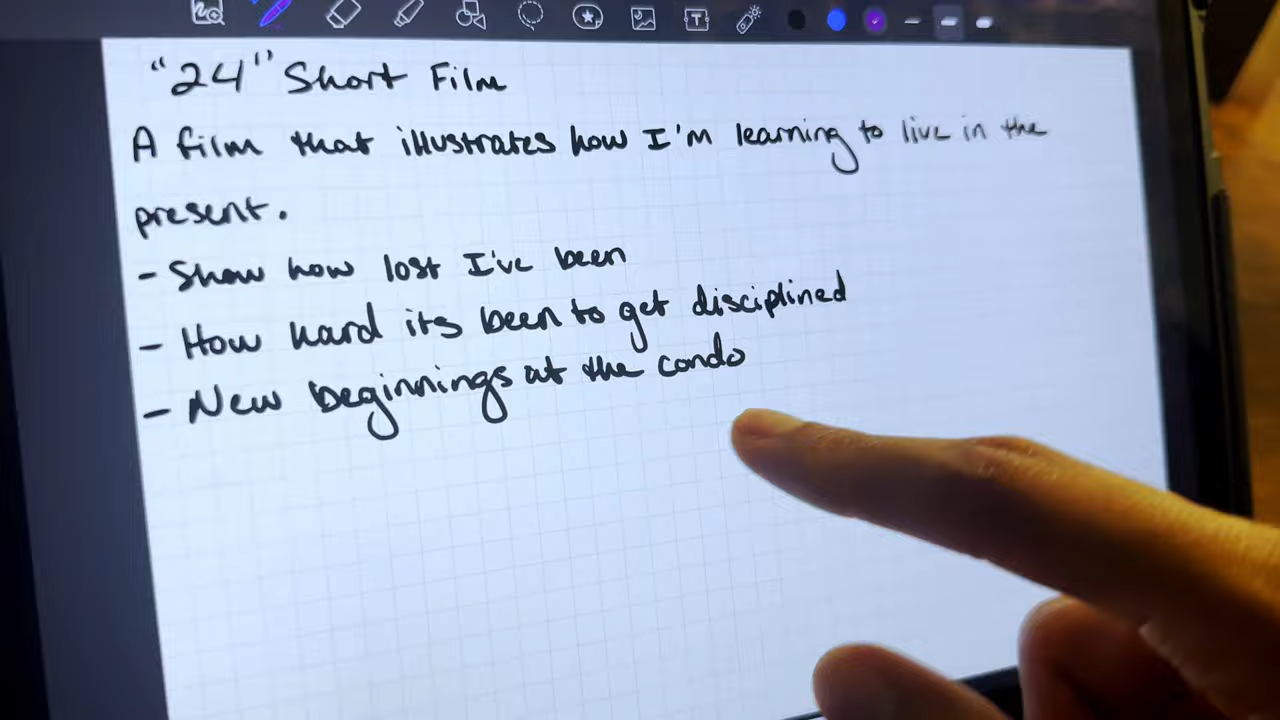 "24" Short Film
A film that illustrates how I'm learning to live in the
present.
- Show how lost I've been
- How hard its been to get disciplined
- New beginnings at the condo